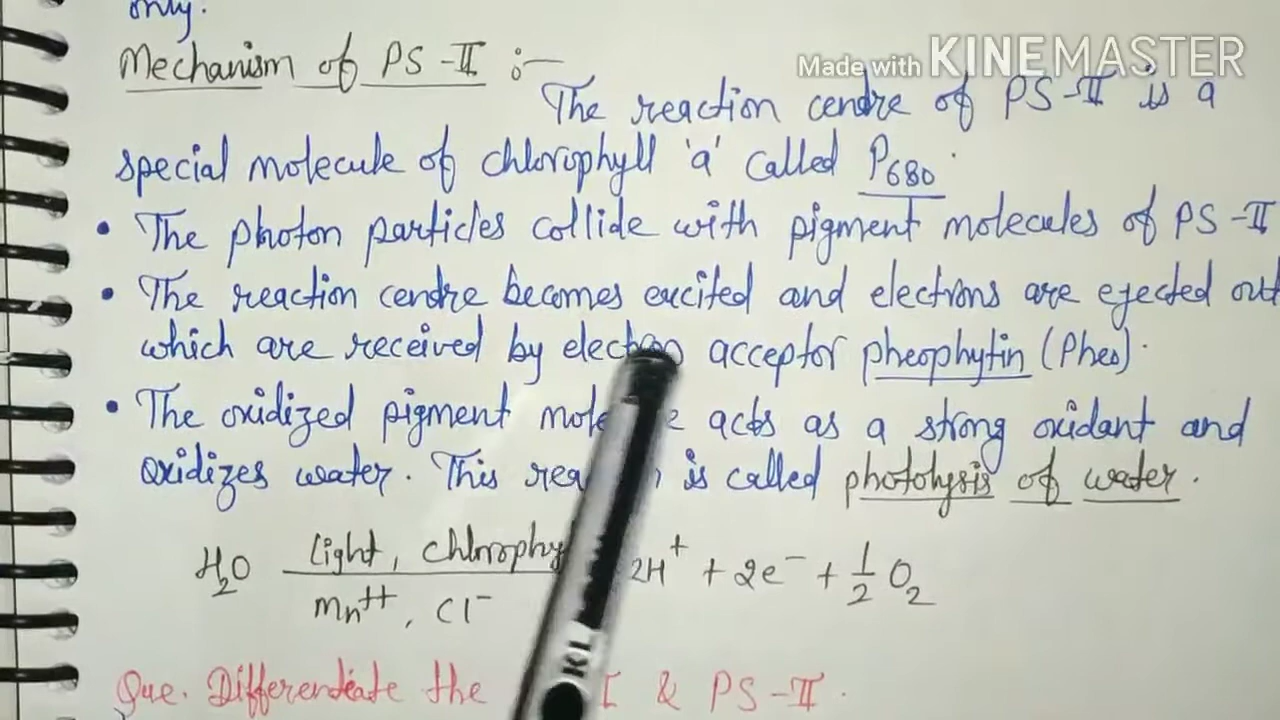 only.
Made with KINEMASTER
Mechanism of PS-II :-
The reaction centre of PS-II is a
special molecule of chlorophyll 'a' called P680.
• The photon particles collide with pigment molecules of PS-II
• The reaction centre becomes excited and electrons are ejected out
which are received by electron acceptor pheophytin (Pheo).
• The oxidized pigment acts as a strong oxidant and
oxidizes water. This is called photolysis of water.
H2O light, chlorophy 2H+ + 2e- + 1/2 O2
Mn++, Cl-
KL
Que. Differentiate the I & PS-II.